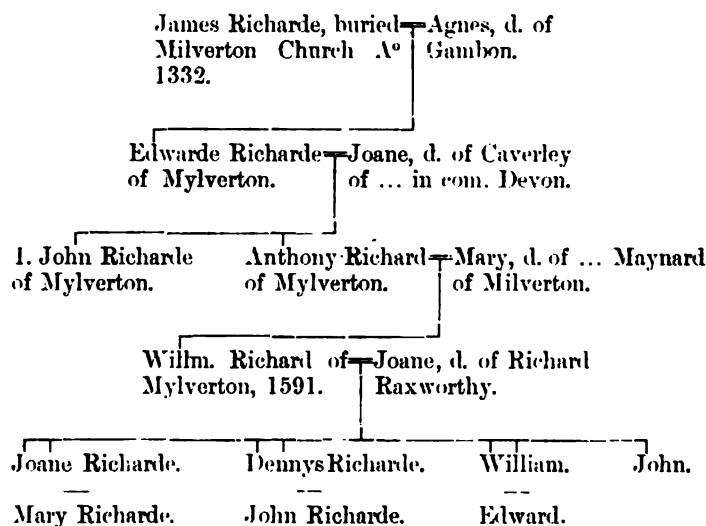 James Richarde, buried Agnes, d. of
Milverton Church Aº Gambon.
1332.
Edwarde Richarde Joane, d. of Caverley
of Mylverton. of ... in com. Devon.
1. John Richarde Anthony Richard Mary, d. of ... Maynard
of Mylverton. of Mylverton. of Milverton.
Willm. Richard of Joane, d. of Richard
Mylverton, 1591. Raxworthy.
Joane Richarde. Dennys Richarde. William. John.
Mary Richarde. John Richarde. Edward.